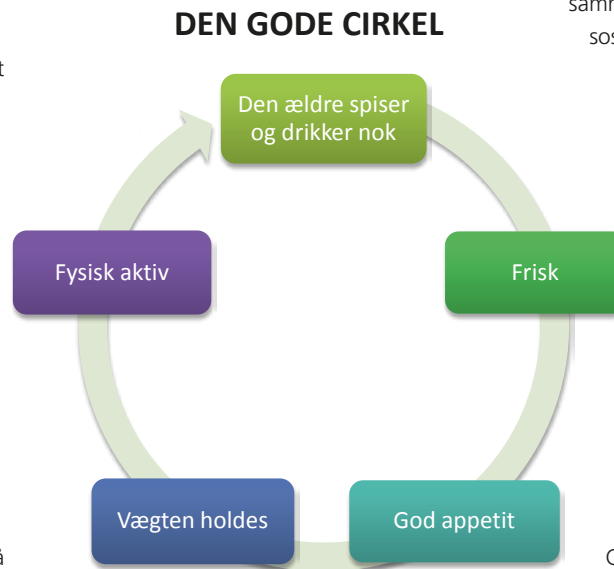 DEN GODE CIRKEL
Den ældre spiser
og drikker nok
Frisk
God appetit
Vægten holdes
Fysisk aktiv